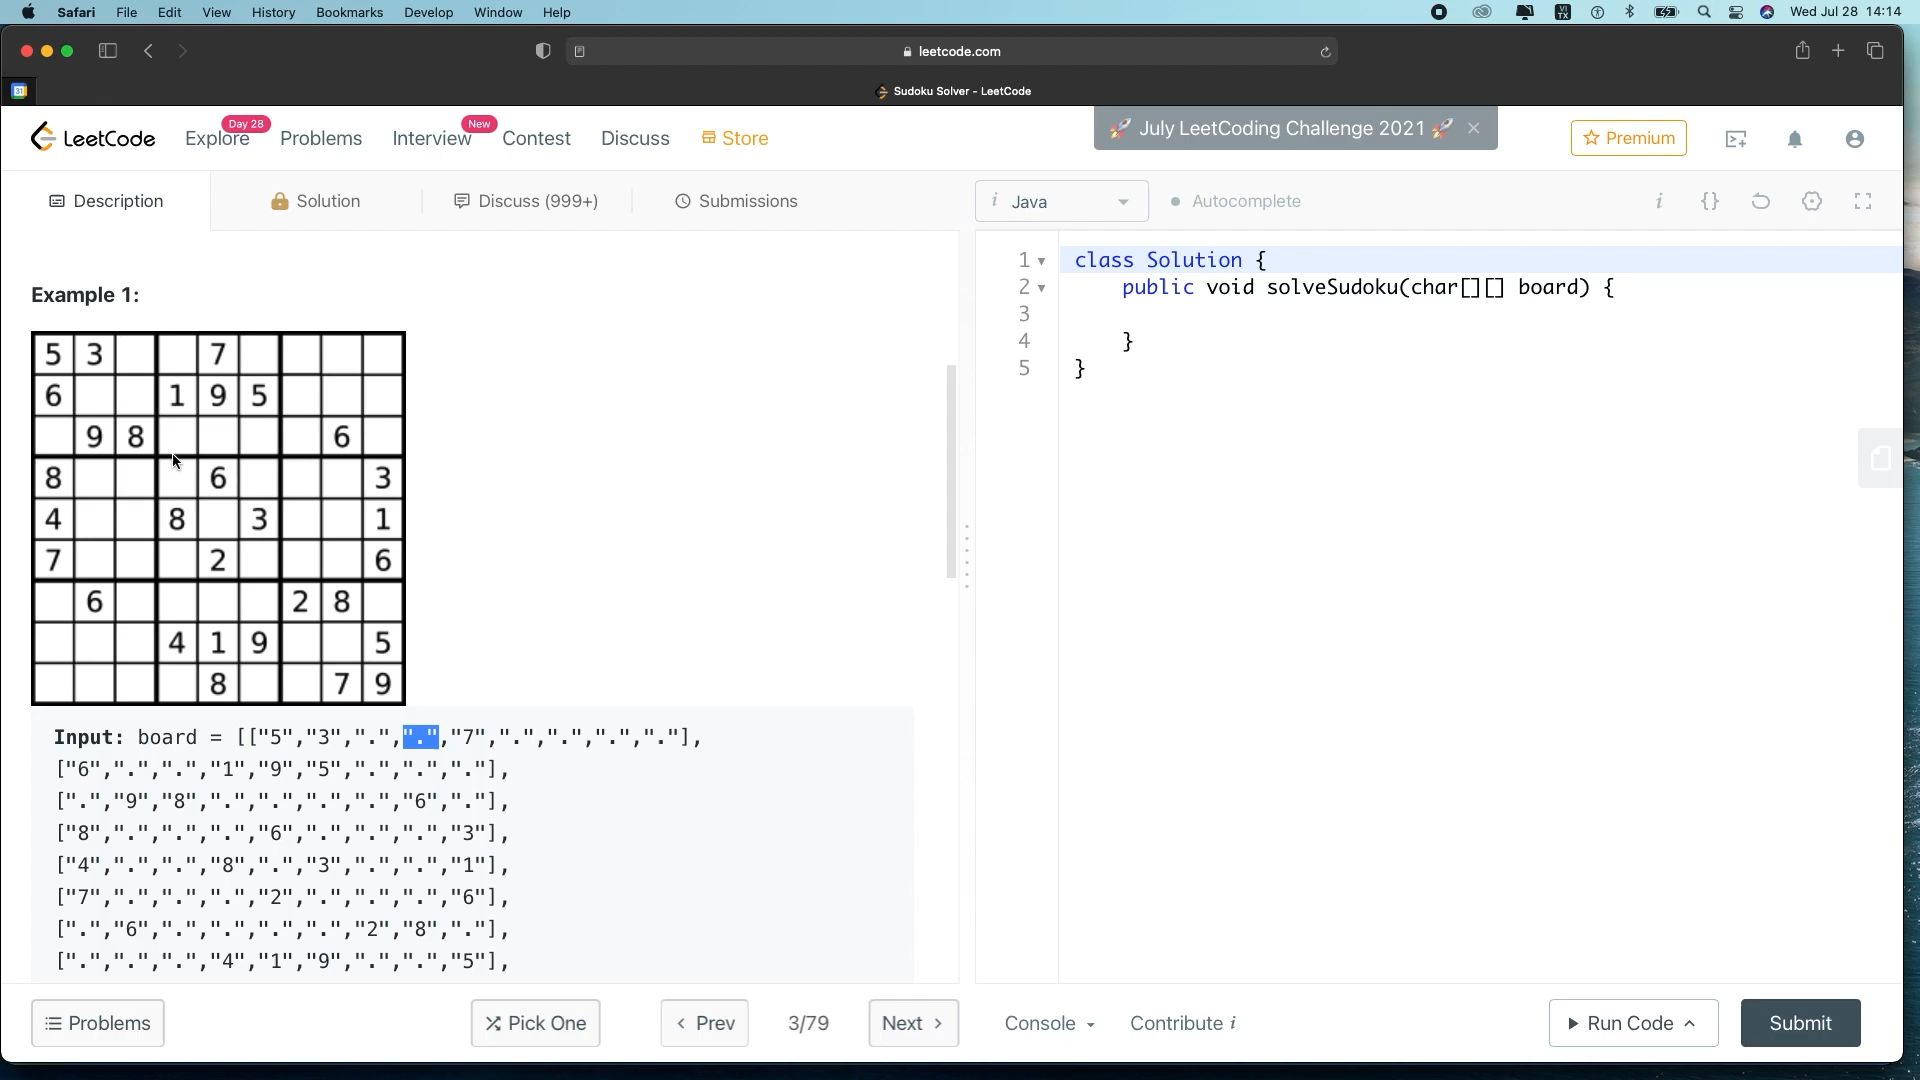 Safari File Edit View History Bookmarks Develop Window Help VI TX Wed Jul 28 14:14
leetcode.com
31 Sudoku Solver - LeetCode
LeetCode Explore Day 28 Problems Interview New Contest Discuss Store 🚀 July LeetCoding Challenge 2021 🚀 × Premium
Description Solution Discuss (999+) Submissions
i Java Autocomplete i {}
Example 1:
5 3 7
6 1 9 5
9 8 6
8 6 3
4 8 3 1
7 2 6
6 2 8
4 1 9 5
8 7 9
Input: board = [["5","3",".",".","7",".",".",".","."],
["6",".",".","1","9","5",".",".","."],
[".","9","8",".",".",".",".","6","."],
["8",".",".",".","6",".",".",".","3"],
["4",".",".","8",".","3",".",".","1"],
["7",".",".",".","2",".",".",".","6"],
[".","6",".",".",".",".","2","8","."],
[".",".",".","4","1","9",".",".","5"],
1 class Solution {
2 public void solveSudoku(char[][] board) {
3
4 }
5 }
Problems Pick One < Prev 3/79 Next > Console Contribute i Run Code Submit